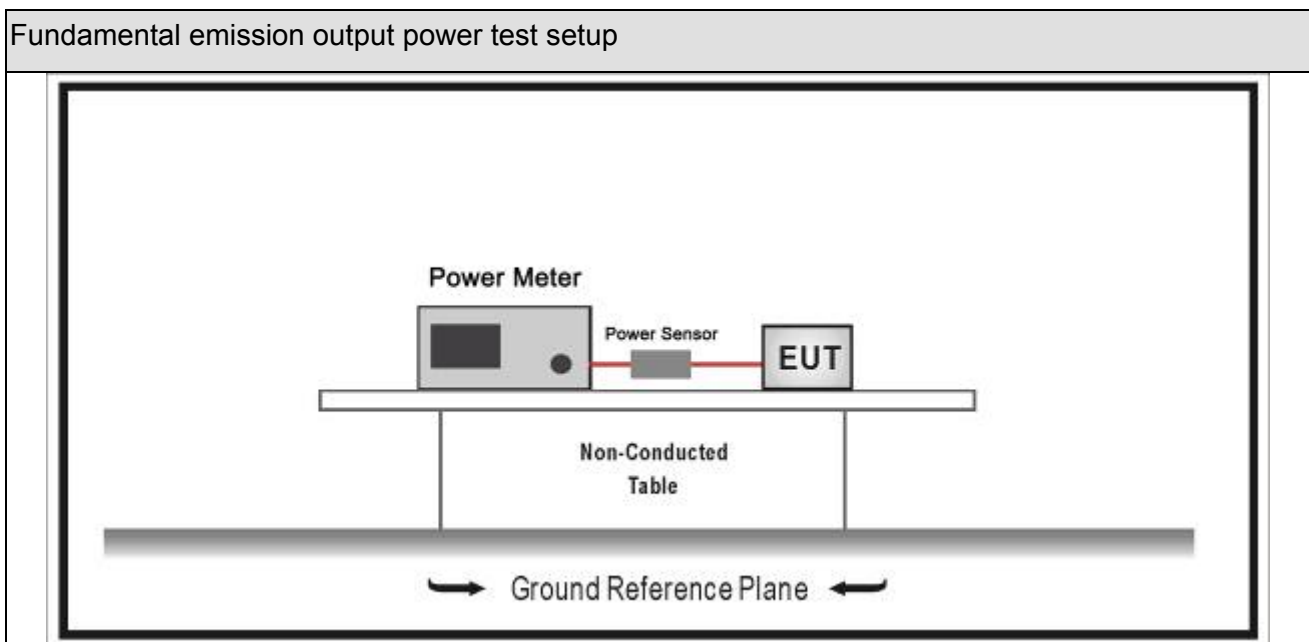 Fundamental emission output power test setup
Power Meter
Power Sensor
EUT
Non-Conducted
Table
Ground Reference Plane